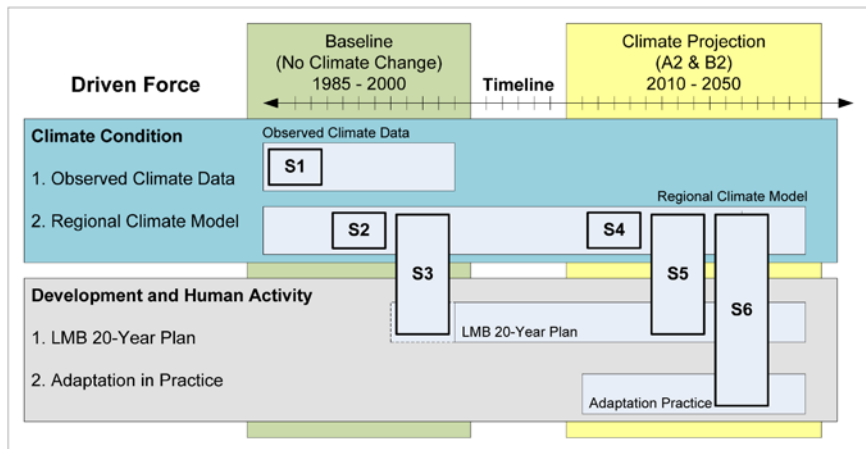 Baseline
(No Climate Change)
1985 - 2000
Climate Projection
(A2 & B2)
2010 - 2050
Driven Force
Timeline
Climate Condition
Observed Climate Data
1. Observed Climate Data
S1
2. Regional Climate Model
Regional Climate Model
S2
S4
S3
S5
S6
Development and Human Activity
1. LMB 20-Year Plan
LMB 20-Year Plan
2. Adaptation in Practice
Adaptation Practice